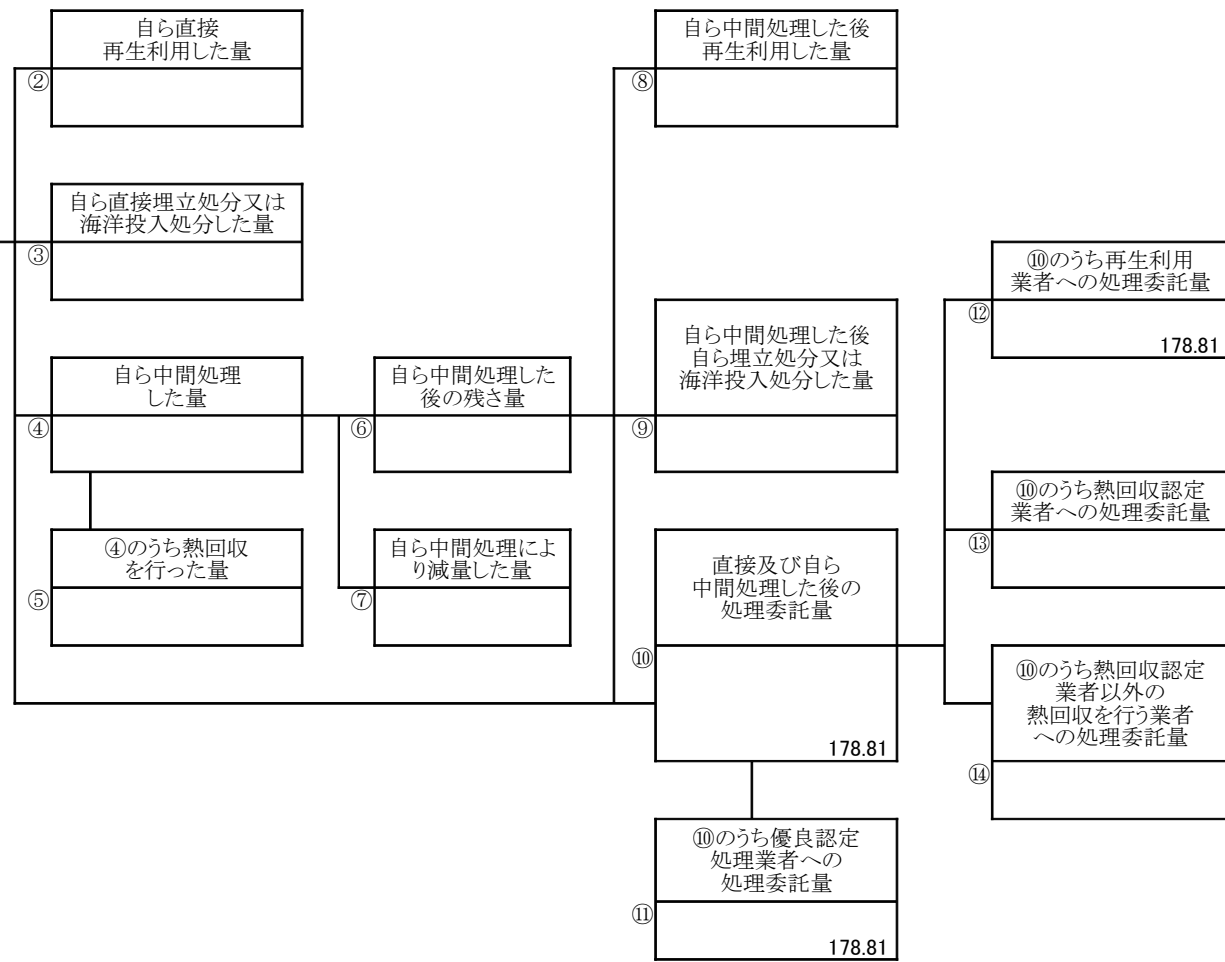 自ら直接
再生利用した量
②
自ら直接埋立処分又は
海洋投入処分した量
③
自ら中間処理
した量
④
④のうち熱回収
を行った量
⑤
自ら中間処理した
後の残さ量
⑥
自ら中間処理によ
り減量した量
⑦
自ら中間処理した後
再生利用した量
⑧
自ら中間処理した後
自ら埋立処分又は
海洋投入処分した量
⑨
直接及び自ら
中間処理した後の
処理委託量
⑩
178.81
⑩のうち優良認定
処理業者への
処理委託量
⑪
178.81
⑩のうち再生利用
業者への処理委託量
⑫
178.81
⑩のうち熱回収認定
業者への処理委託量
⑬
⑩のうち熱回収認定
業者以外の
熱回収を行う業者
への処理委託量
⑭